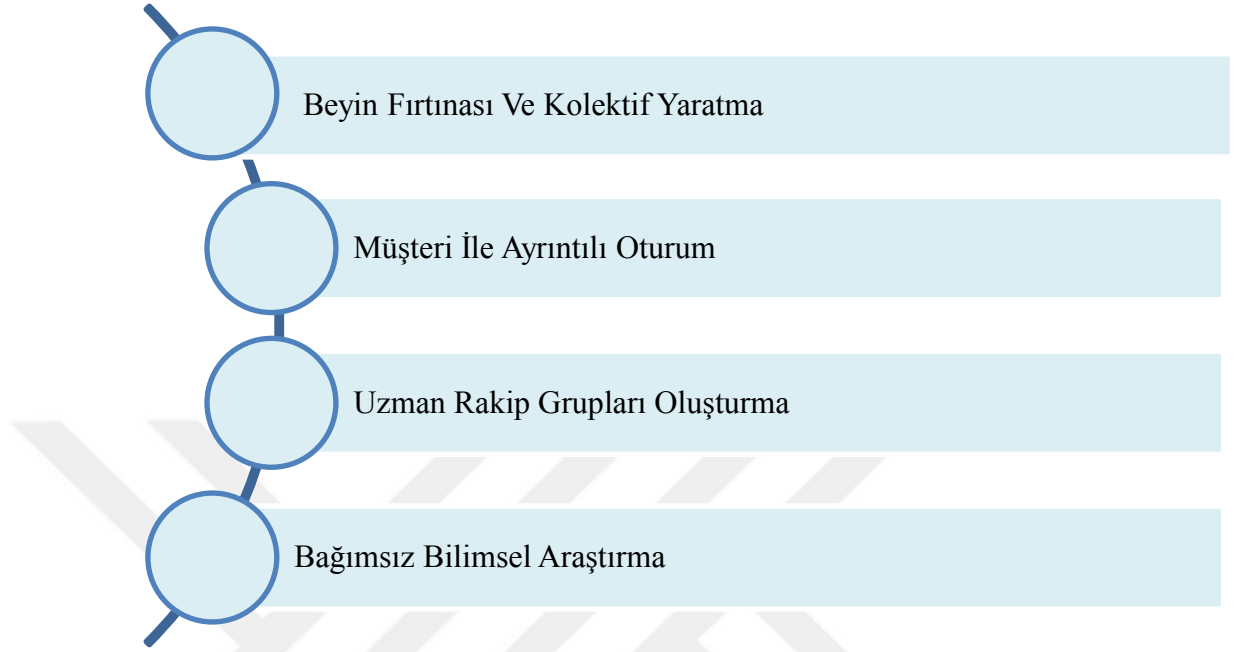 Beyin Fırtınası Ve Kolektif Yaratma
Müşteri İle Ayrıntılı Oturum
Uzman Rakip Grupları Oluşturma
Bağımsız Bilimsel Araştırma